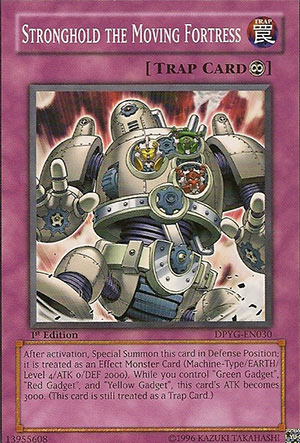 STRONGHOLD THE MOVING FORTRESS
TRAP
罠
[TRAP CARD∞]
1st Edition
DPYG-EN030
After activation, Special Summon this card in Defense Position;
it is treated as an Effect Monster Card (Machine-Type/EARTH/
Level 4/ATK 0/DEF 2000). While you control "Green Gadget",
"Red Gadget", and "Yellow Gadget", this card's ATK becomes
3000. (This card is still treated as a Trap Card.)
13955608
©1996 KAZUKI TAKAHASHI